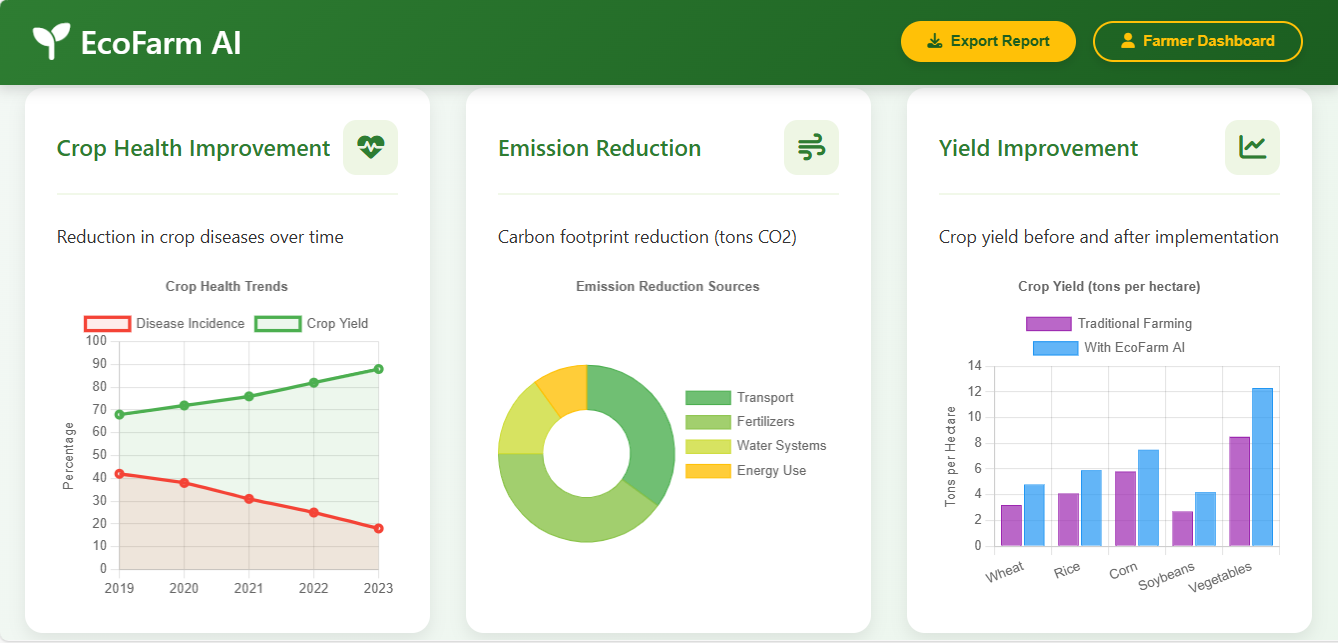 EcoFarm AI
Export Report
Farmer Dashboard
Crop Health Improvement
Reduction in crop diseases over time
Crop Health Trends
Disease Incidence
Crop Yield
100
90
80
70
60
50
40
30
20
10
0
Percentage
2019
2020
2021
2022
2023
Emission Reduction
Carbon footprint reduction (tons CO2)
Emission Reduction Sources
Transport
Fertilizers
Water Systems
Energy Use
Yield Improvement
Crop yield before and after implementation
Crop Yield (tons per hectare)
Traditional Farming
With EcoFarm AI
14
12
10
8
6
4
2
0
Tons per Hectare
Wheat
Rice
Corn
Soybeans
Vegetables